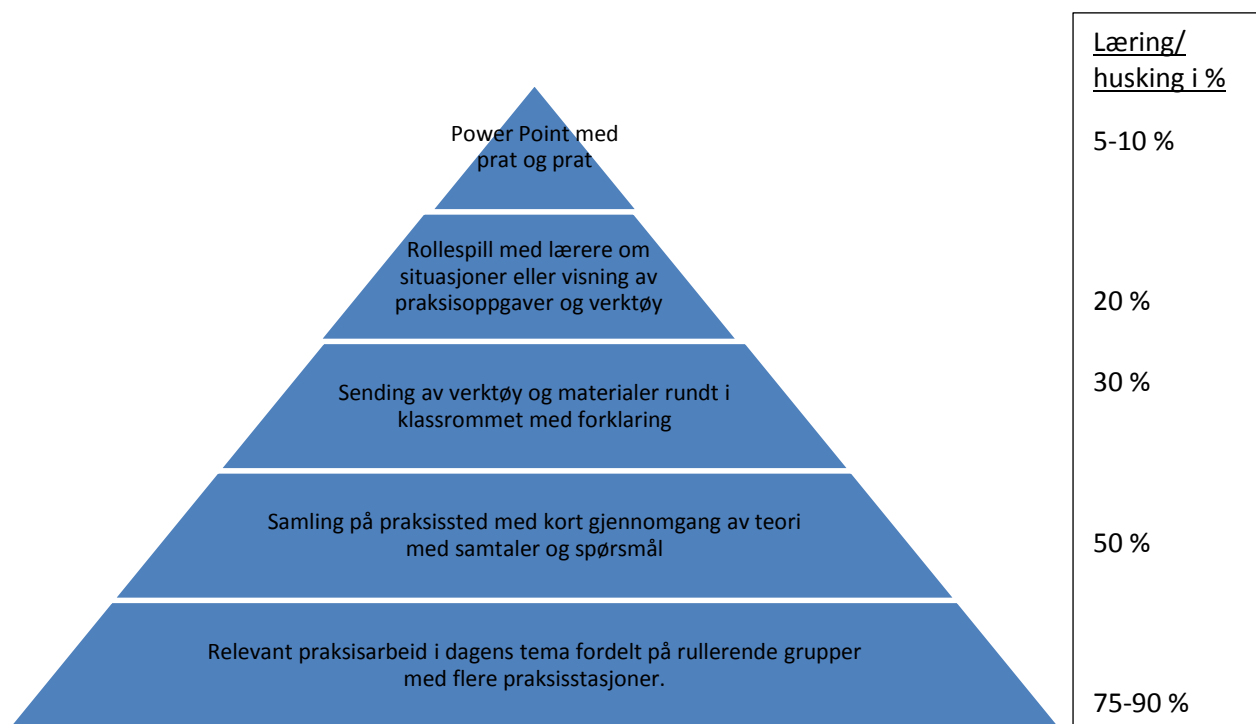 Læring/
husking i %
Power Point med
prat og prat
5-10 %
Rollespill med lærere om
situasjoner eller visning av
praksisoppgaver og verktøy
20 %
Sending av verktøy og materialer rundt i
klassrommet med forklaring
30 %
Samling på praksissted med kort gjennomgang av teori
med samtaler og spørsmål
50 %
Relevant praksisarbeid i dagens tema fordelt på rullerende grupper
med flere praksisstasjoner.
75-90 %